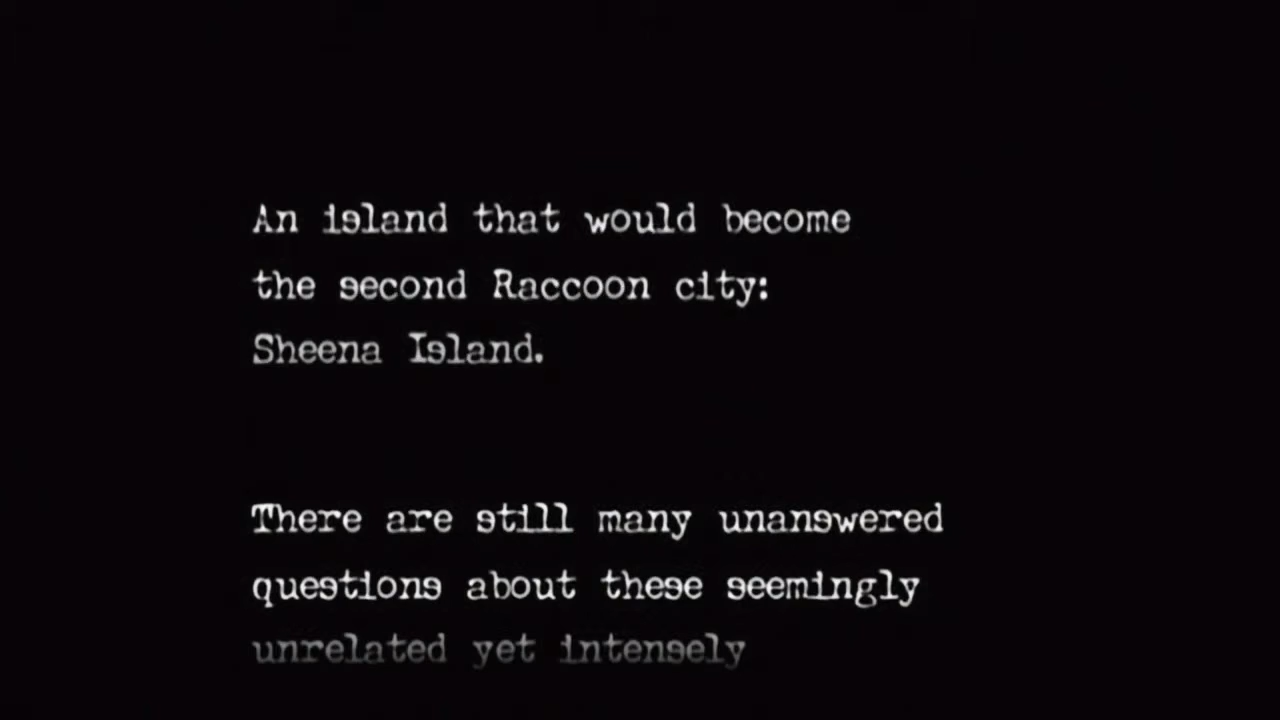 An island that would become
the second Raccoon city:
Sheena Island.
There are still many unanswered
questions about these seemingly
unrelated yet intensely